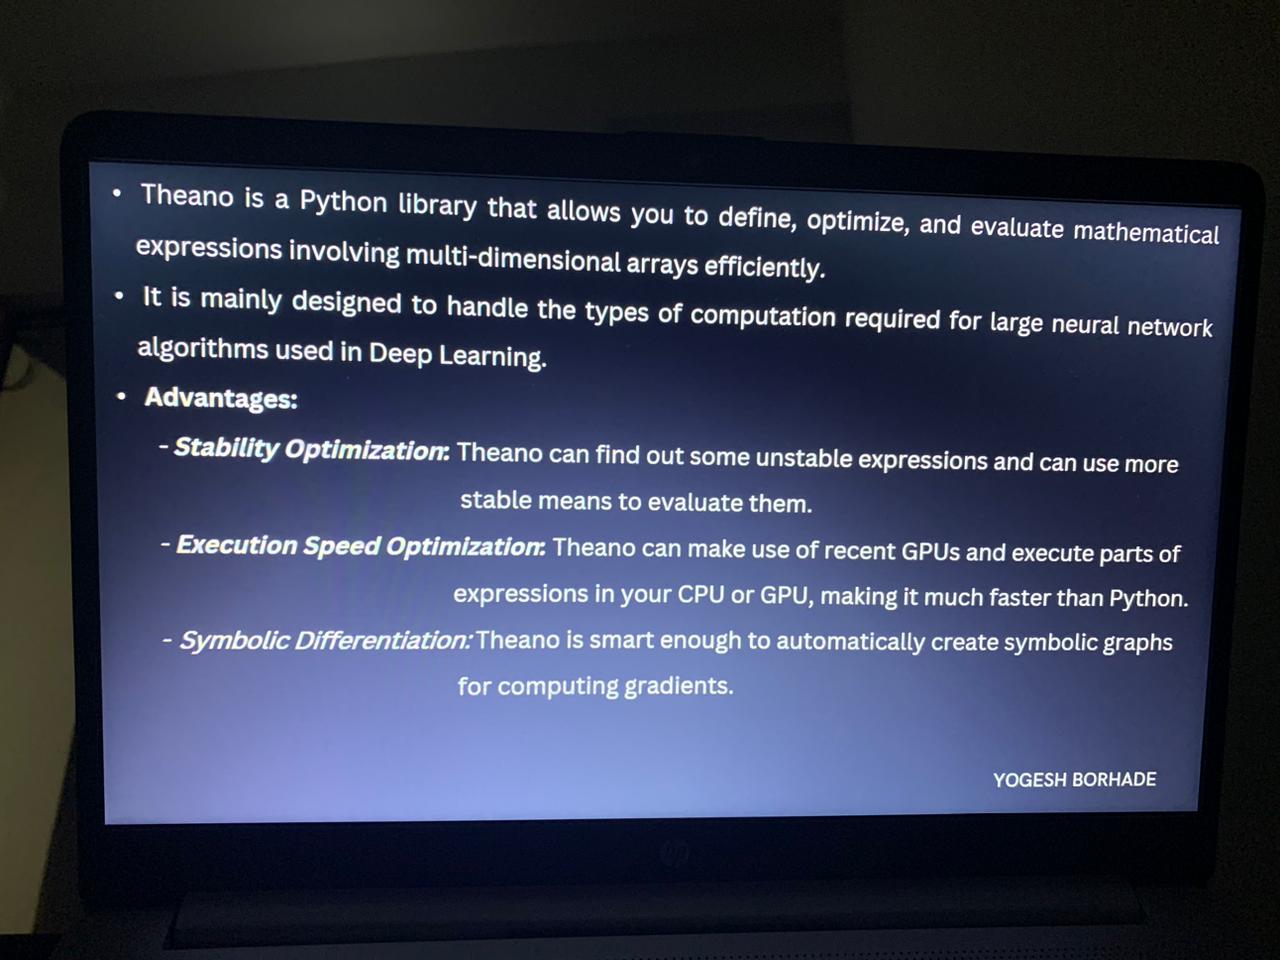 • Theano is a Python library that allows you to define, optimize, and evaluate mathematical
expressions involving multi-dimensional arrays efficiently.
• It is mainly designed to handle the types of computation required for large neural network
algorithms used in Deep Learning.
• Advantages:
- Stability Optimization: Theano can find out some unstable expressions and can use more
stable means to evaluate them.
- Execution Speed Optimization: Theano can make use of recent GPUs and execute parts of
expressions in your CPU or GPU, making it much faster than Python.
- Symbolic Differentiation: Theano is smart enough to automatically create symbolic graphs
for computing gradients.
YOGESH BORHADE
hp